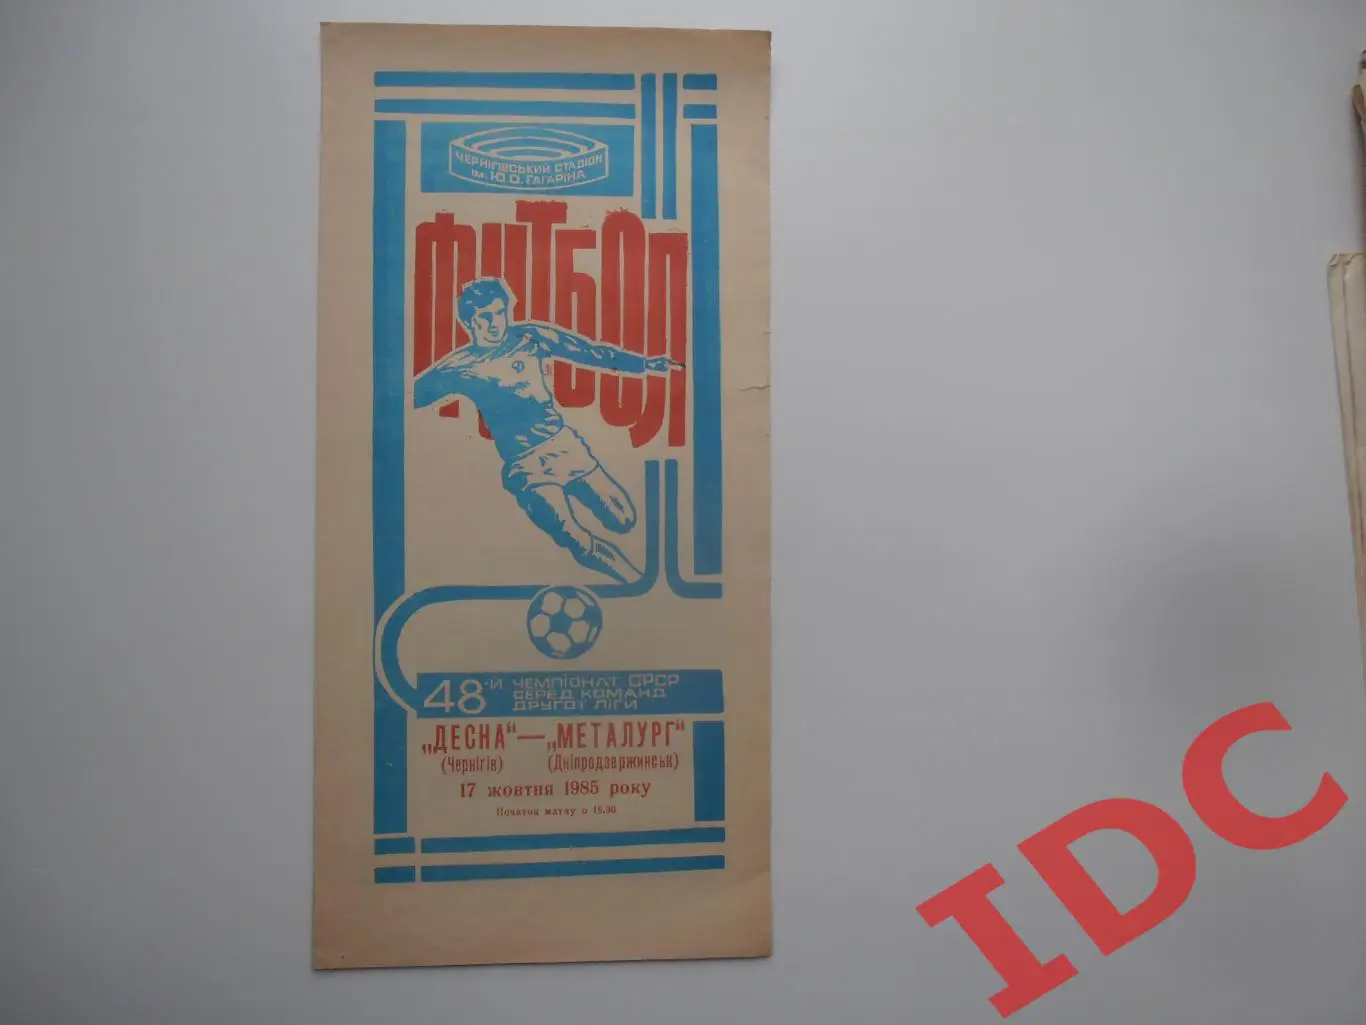 ЧЕРНІГІВСЬКИЙ СТАДІОН
ІМ. Ю.О. ГАГАРІНА
ФУТБОЛ
Д
48-Й ЧЕМПІОНАТ СРСР
СЕРЕД КОМАНД
ДРУГОЇ ЛІГИ
„ДЕСНА“ — „МЕТАЛУРГ“
(Чернігів) (Дніпродзержинськ)
17 жовтня 1985 року
Початок матчу о 18.30
IDC